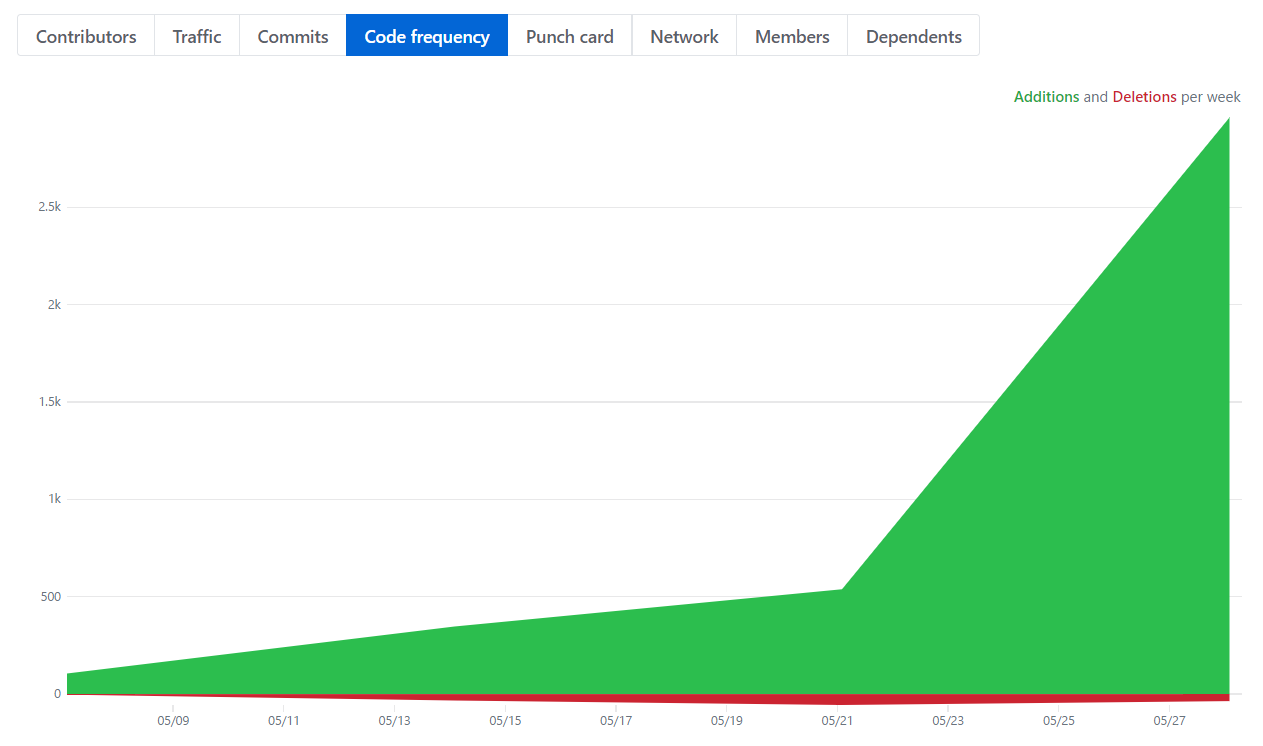 Contributors Traffic Commits Code frequency Punch card Network Members Dependents
Additions and Deletions per week
2.5k
2k
1.5k
1k
500
0
05/09 05/11 05/13 05/15 05/17 05/19 05/21 05/23 05/25 05/27